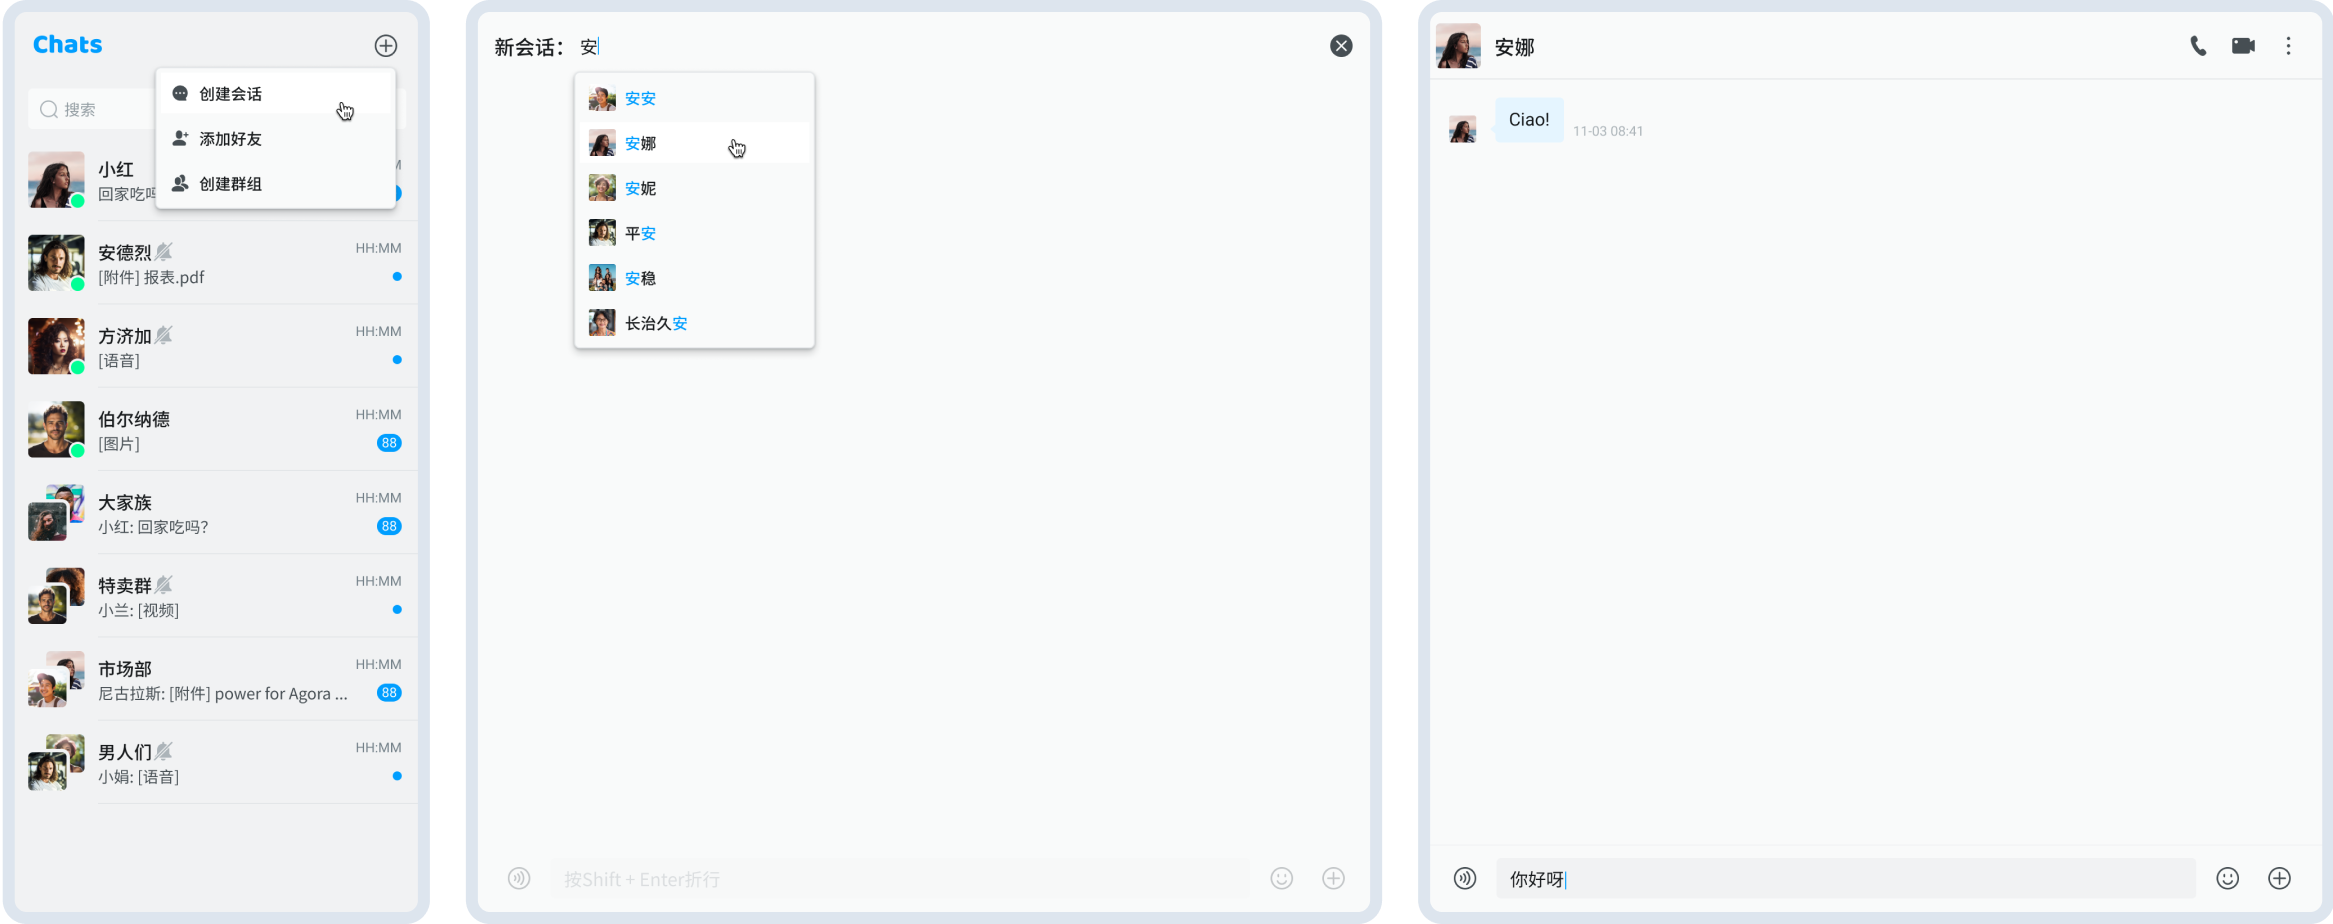 Chats
创建会话
搜索
添加好友
小红
回家吃
创建群组
安德烈
HH:MM
[附件] 报表.pdf
方济加
HH:MM
[语音]
伯尔纳德
HH:MM
[图片]
88
大家族
HH:MM
小红: 回家吃吗?
88
特卖群
HH:MM
小兰: [视频]
市场部
HH:MM
尼古拉斯: [附件] power for Agora ...
88
男人们
HH:MM
小娟: [语音]
新会话: 安
安安
安娜
安妮
平安
安稳
长治久安
按Shift + Enter折行
安娜
Ciao!
11-03 08:41
你好呀